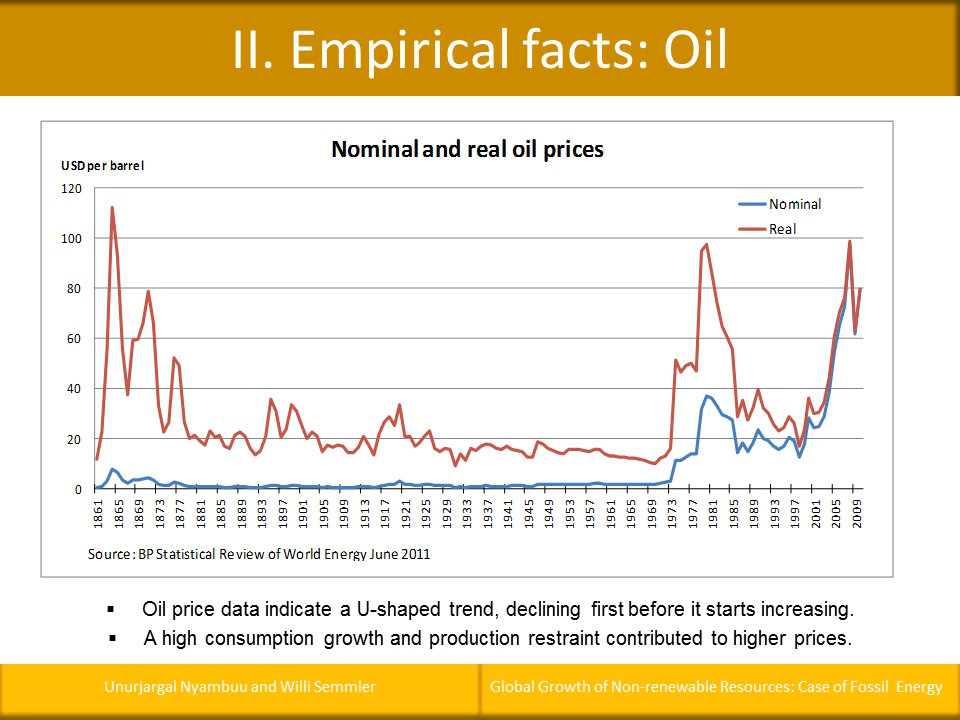 II. Empirical facts: Oil
Nominal and real oil prices
USD per barrel
120
100
80
60
40
20
0
Nominal
Real
1861 1865 1869 1873 1877 1881 1885 1889 1893 1897 1901 1905 1909 1913 1917 1921 1925 1929 1933 1937 1941 1945 1949 1953 1957 1961 1965 1969 1973 1977 1981 1985 1989 1993 1997 2001 2005 2009
Source: BP Statistical Review of World Energy June 2011
▪ Oil price data indicate a U-shaped trend, declining first before it starts increasing.
▪ A high consumption growth and production restraint contributed to higher prices.
Unurjargal Nyambuu and Willi Semmler
Global Growth of Non-renewable Resources: Case of Fossil Energy